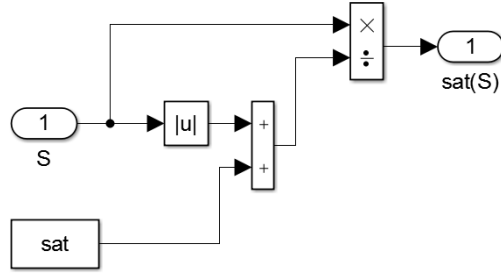 ×
÷
1
sat(S)
1
S
|u|
+
+
sat